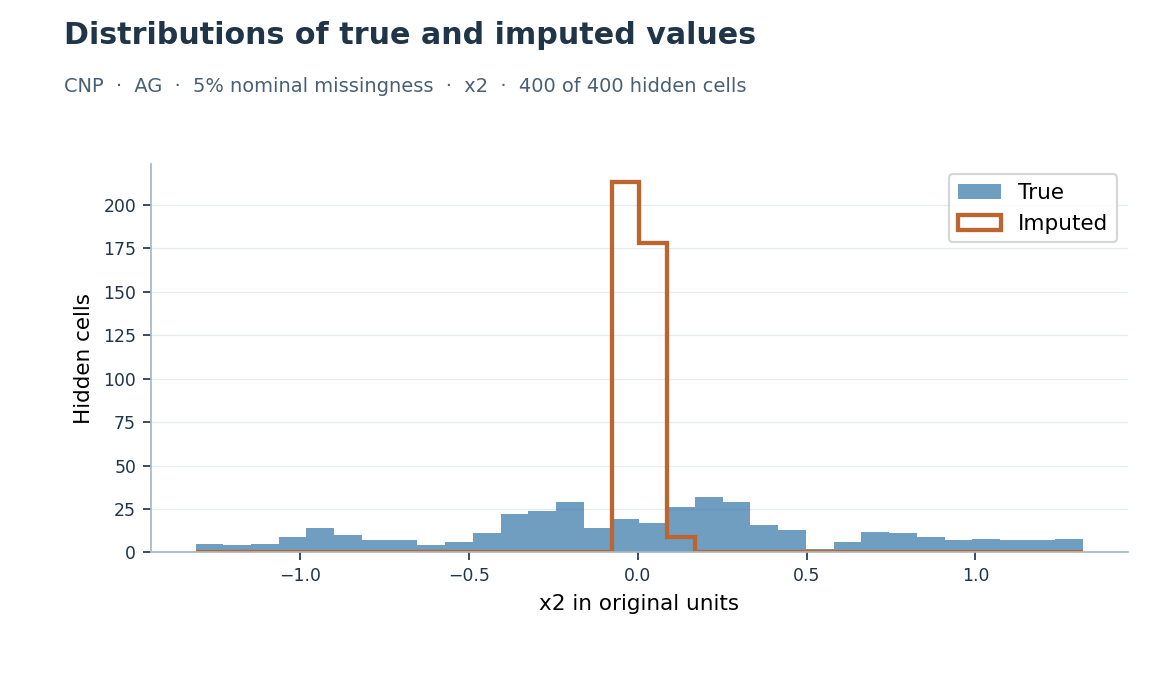 Distributions of true and imputed values
CNP · AG · 5% nominal missingness · x2 · 400 of 400 hidden cells
True
Imputed
Hidden cells
200
175
150
125
100
75
50
25
0
−1.0 −0.5 0.0 0.5 1.0
x2 in original units